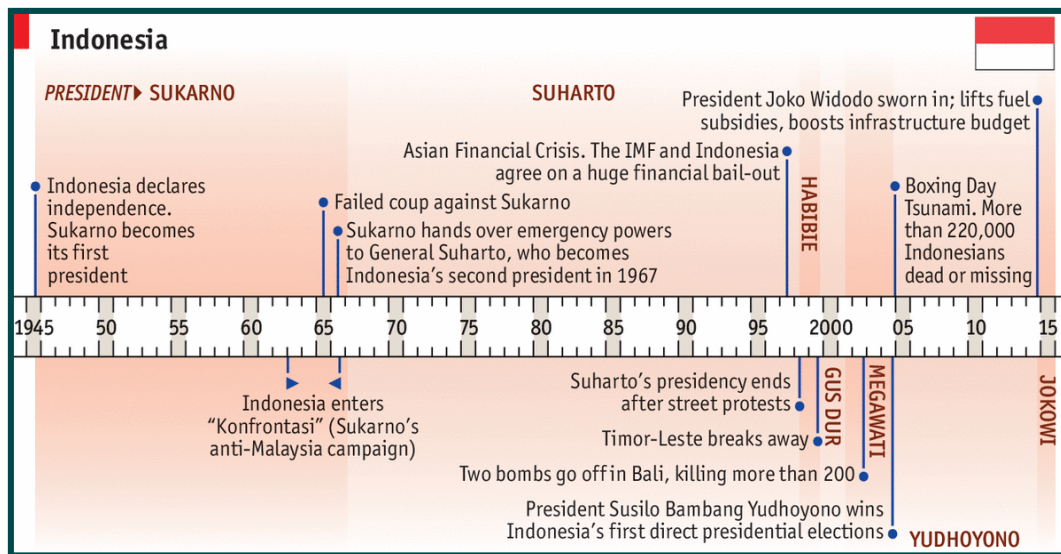 Indonesia
PRESIDENT▶ SUKARNO
SUHARTO
President Joko Widodo sworn in; lifts fuel
subsidies, boosts infrastructure budget
Asian Financial Crisis. The IMF and Indonesia
agree on a huge financial bail-out
HABIBIE
Indonesia declares
independence.
Sukarno becomes
its first
president
Failed coup against Sukarno
Sukarno hands over emergency powers
to General Suharto, who becomes
Indonesia’s second president in 1967
Boxing Day
Tsunami. More
than 220,000
Indonesians
dead or missing
1945 50 55 60 65 70 75 80 85 90 95 2000 05 10 15
Indonesia enters
“Konfrontasi” (Sukarno’s
anti-Malaysia campaign)
Suharto’s presidency ends
after street protests
GUS DUR
MEGAWATI
JOKOWI
Timor-Leste breaks away
Two bombs go off in Bali, killing more than 200
President Susilo Bambang Yudhoyono wins
Indonesia’s first direct presidential elections
YUDHOYONO